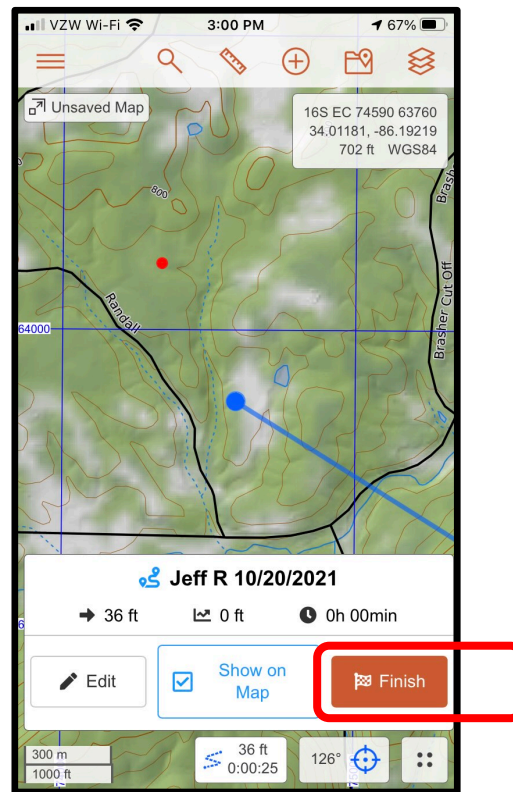 VZW Wi-Fi 3:00 PM 67%
Unsaved Map
16S EC 74590 63760
34.01181, -86.19219
702 ft WGS84
Brash
800
Brasher Cut Off
Randall
64000
Jeff R 10/20/2021
36 ft 0 ft 0h 00min
6
Edit
Show on
Map
Finish
300 m
1000 ft
36 ft
0:00:25
126°